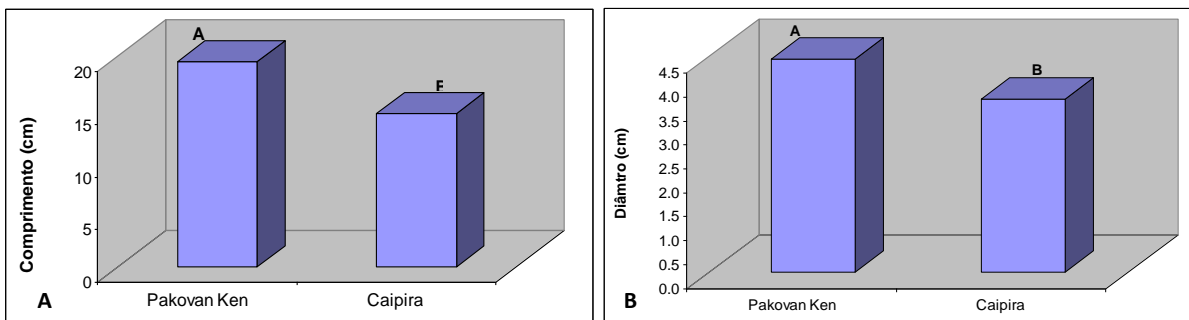 Comprimento (cm)
20
15
10
5
0
A
Pakovan Ken
Caipira
A
Diâmtro (cm)
4.5
4.0
3.5
3.0
2.5
2.0
1.5
1.0
0.5
0.0
A
B
Pakovan Ken
Caipira
B